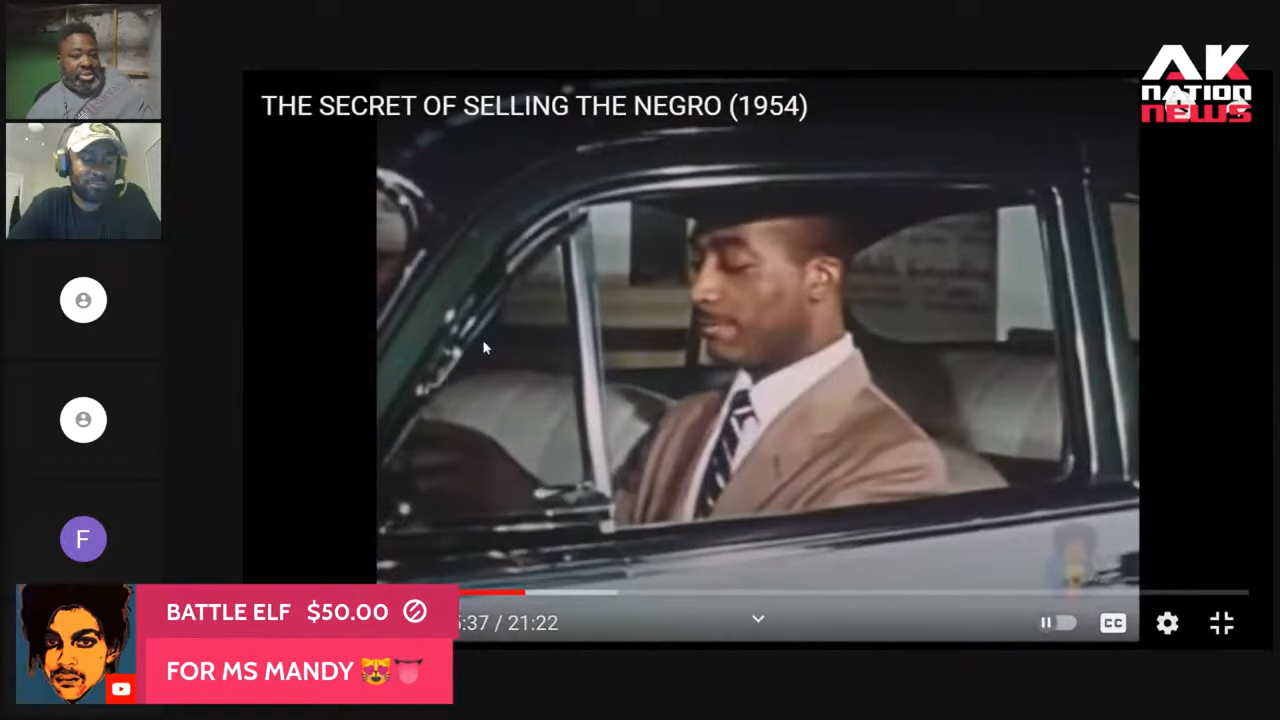 THE SECRET OF SELLING THE NEGRO (1954)
AK
NATION
NEWS
F
BATTLE ELF $50.00
:37 / 21:22
CC
FOR MS MANDY 😻👅